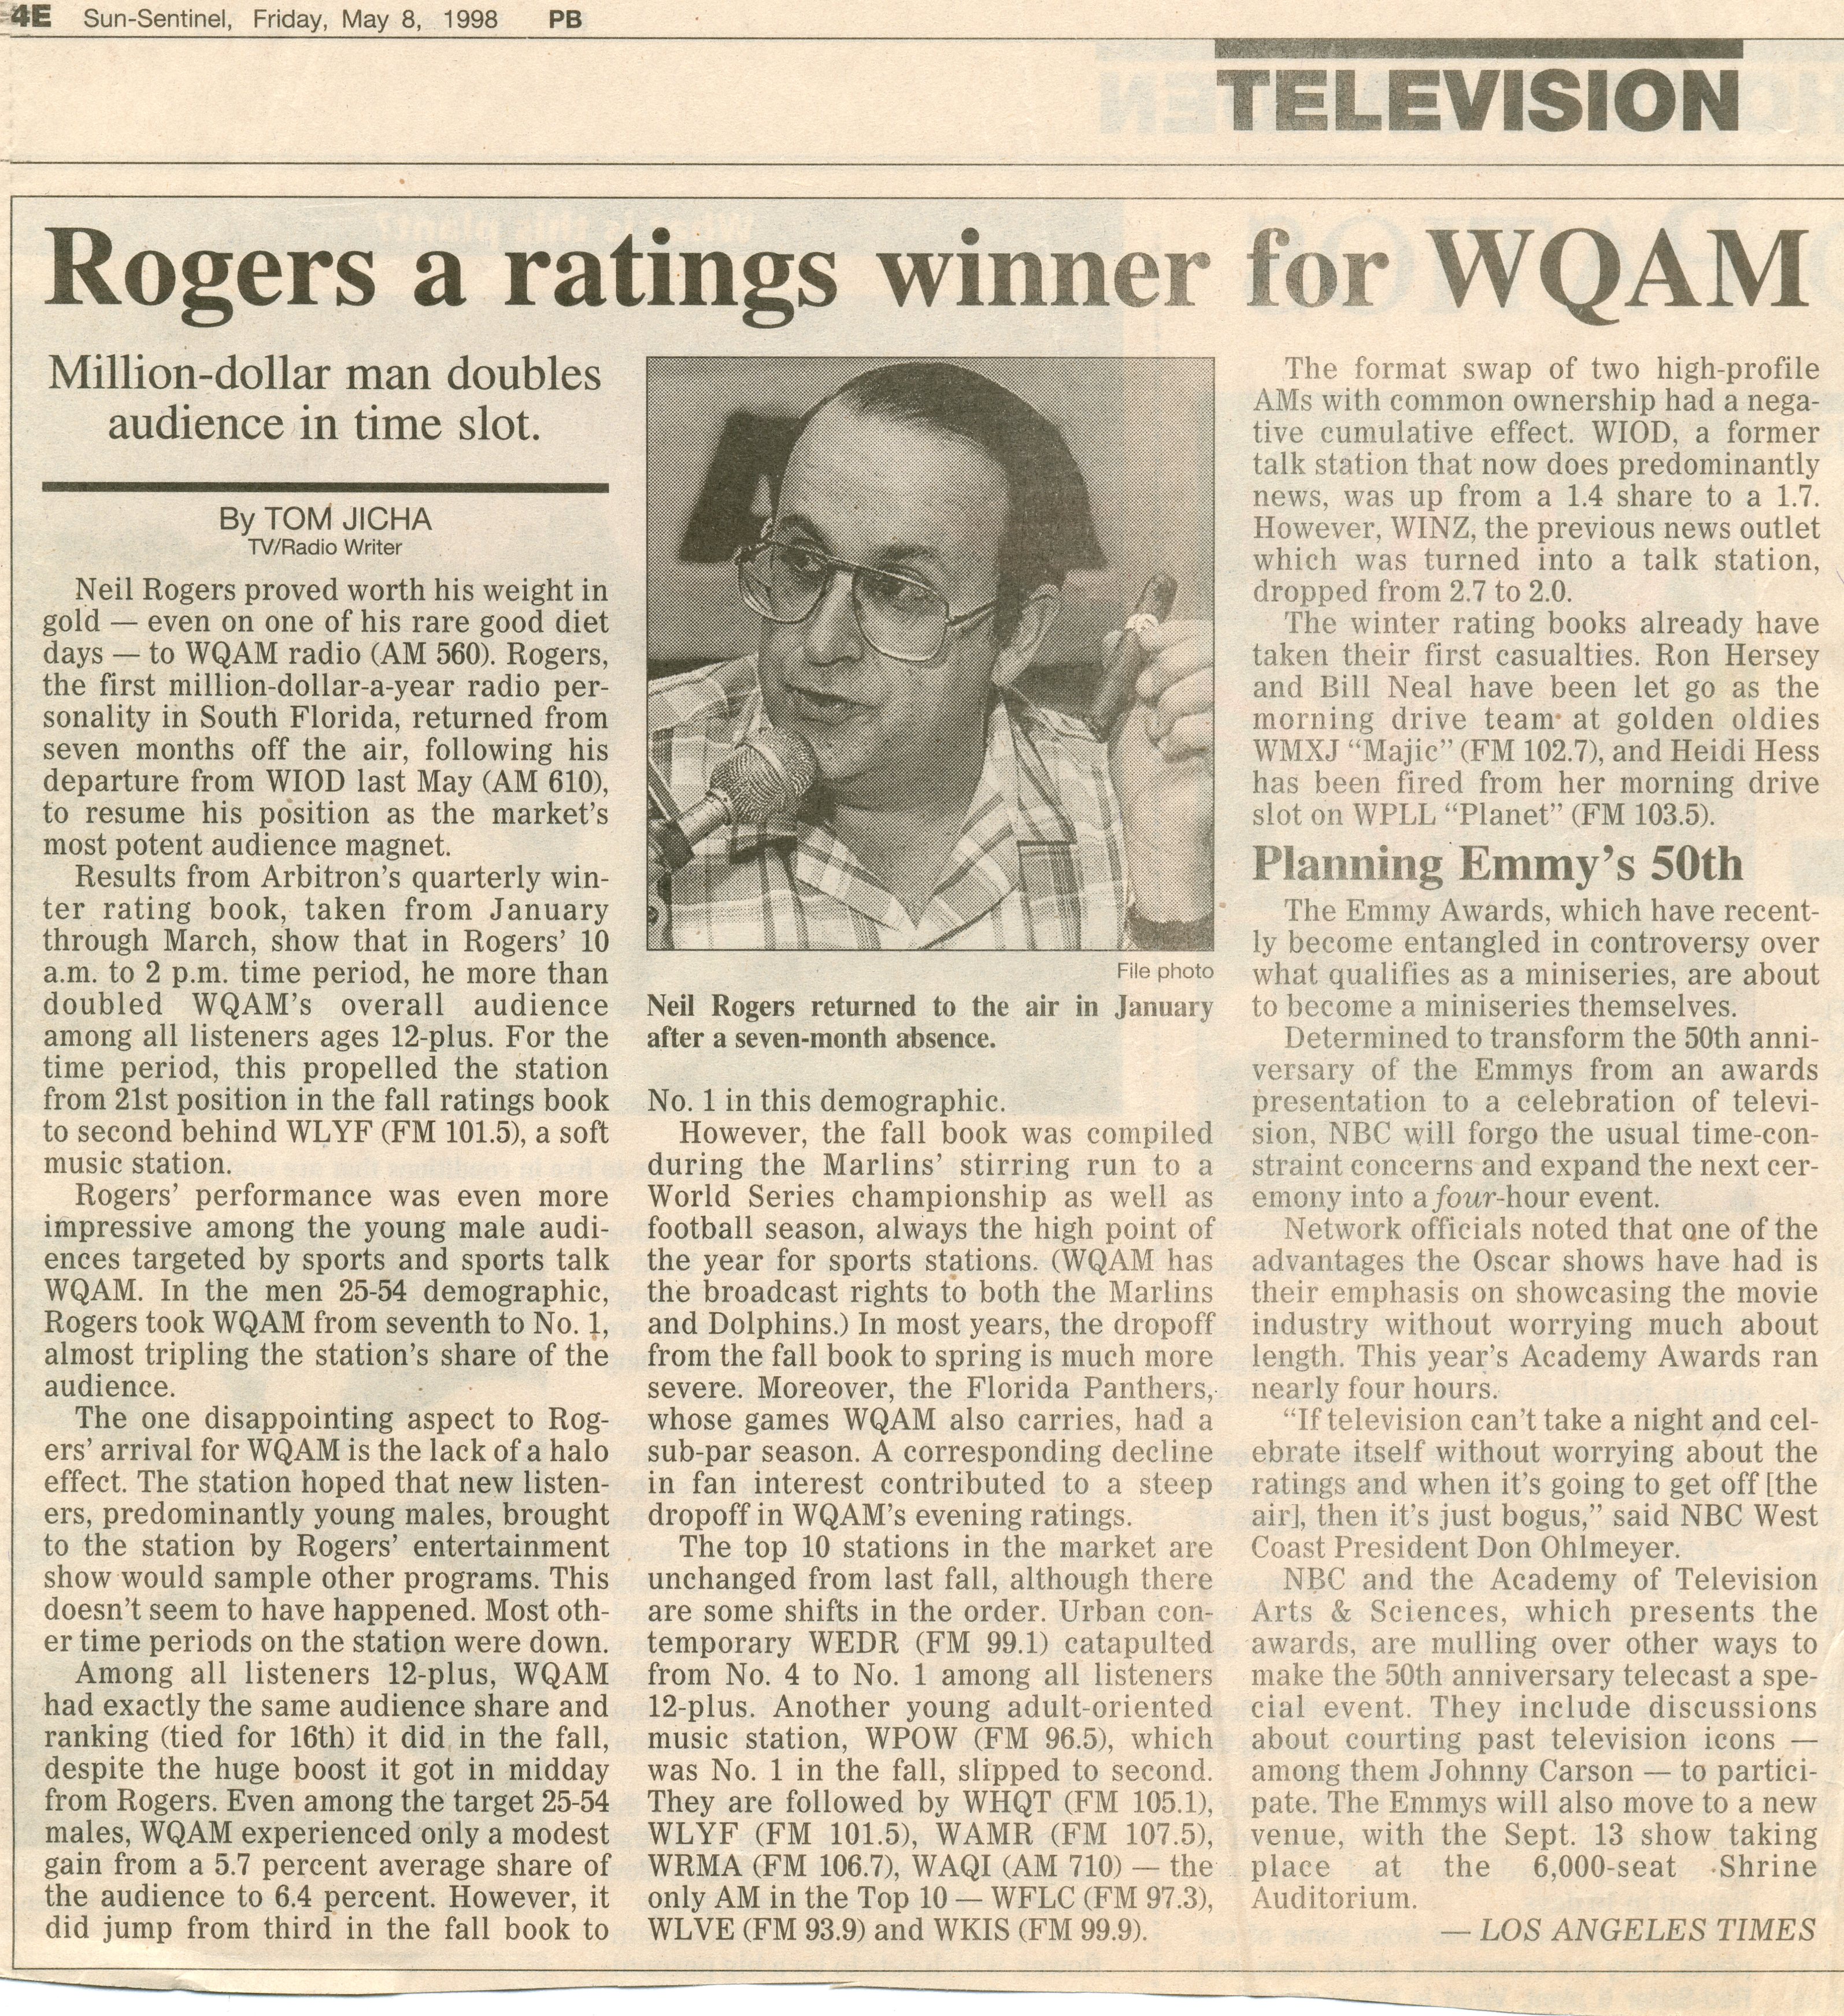 4E Sun-Sentinel, Friday, May 8, 1998 PB
TELEVISION
Rogers a ratings winner for WQAM
Million-dollar man doubles
audience in time slot.
By TOM JICHA
TV/Radio Writer
Neil Rogers proved worth his weight in
gold — even on one of his rare good diet
days — to WQAM radio (AM 560). Rogers,
the first million-dollar-a-year radio per-
sonality in South Florida, returned from
seven months off the air, following his
departure from WIOD last May (AM 610),
to resume his position as the market's
most potent audience magnet.
Results from Arbitron's quarterly win-
ter rating book, taken from January
through March, show that in Rogers' 10
a.m. to 2 p.m. time period, he more than
doubled WQAM's overall audience
among all listeners ages 12-plus. For the
time period, this propelled the station
from 21st position in the fall ratings book
to second behind WLYF (FM 101.5), a soft
music station.
Rogers' performance was even more
impressive among the young male audi-
ences targeted by sports and sports talk
WQAM. In the men 25-54 demographic,
Rogers took WQAM from seventh to No. 1,
almost tripling the station's share of the
audience.
The one disappointing aspect to Rog-
ers' arrival for WQAM is the lack of a halo
effect. The station hoped that new listen-
ers, predominantly young males, brought
to the station by Rogers' entertainment
show would sample other programs. This
doesn't seem to have happened. Most oth-
er time periods on the station were down.
Among all listeners 12-plus, WQAM
had exactly the same audience share and
ranking (tied for 16th) it did in the fall,
despite the huge boost it got in midday
from Rogers. Even among the target 25-54
males, WQAM experienced only a modest
gain from a 5.7 percent average share of
the audience to 6.4 percent. However, it
did jump from third in the fall book to
File photo
Neil Rogers returned to the air in January
after a seven-month absence.
No. 1 in this demographic.
However, the fall book was compiled
during the Marlins' stirring run to a
World Series championship as well as
football season, always the high point of
the year for sports stations. (WQAM has
the broadcast rights to both the Marlins
and Dolphins.) In most years, the dropoff
from the fall book to spring is much more
severe. Moreover, the Florida Panthers,
whose games WQAM also carries, had a
sub-par season. A corresponding decline
in fan interest contributed to a steep
dropoff in WQAM's evening ratings.
The top 10 stations in the market are
unchanged from last fall, although there
are some shifts in the order. Urban con-
temporary WEDR (FM 99.1) catapulted
from No. 4 to No. 1 among all listeners
12-plus. Another young adult-oriented
music station, WPOW (FM 96.5), which
was No. 1 in the fall, slipped to second.
They are followed by WHQT (FM 105.1),
WLYF (FM 101.5), WAMR (FM 107.5),
WRMA (FM 106.7), WAQI (AM 710) — the
only AM in the Top 10 — WFLC (FM 97.3),
WLVE (FM 93.9) and WKIS (FM 99.9).
The format swap of two high-profile
AMs with common ownership had a nega-
tive cumulative effect. WIOD, a former
talk station that now does predominantly
news, was up from a 1.4 share to a 1.7.
However, WINZ, the previous news outlet
which was turned into a talk station,
dropped from 2.7 to 2.0.
The winter rating books already have
taken their first casualties. Ron Hersey
and Bill Neal have been let go as the
morning drive team at golden oldies
WMXJ “Majic” (FM 102.7), and Heidi Hess
has been fired from her morning drive
slot on WPLL “Planet” (FM 103.5).
Planning Emmy's 50th
The Emmy Awards, which have recent-
ly become entangled in controversy over
what qualifies as a miniseries, are about
to become a miniseries themselves.
Determined to transform the 50th anni-
versary of the Emmys from an awards
presentation to a celebration of televi-
sion, NBC will forgo the usual time-con-
straint concerns and expand the next cer-
emony into a four-hour event.
Network officials noted that one of the
advantages the Oscar shows have had is
their emphasis on showcasing the movie
industry without worrying much about
length. This year's Academy Awards ran
nearly four hours.
“If television can't take a night and cel-
ebrate itself without worrying about the
ratings and when it's going to get off [the
air], then it's just bogus,” said NBC West
Coast President Don Ohlmeyer.
NBC and the Academy of Television
Arts & Sciences, which presents the
awards, are mulling over other ways to
make the 50th anniversary telecast a spe-
cial event. They include discussions
about courting past television icons —
among them Johnny Carson — to partici-
pate. The Emmys will also move to a new
venue, with the Sept. 13 show taking
place at the 6,000-seat Shrine
Auditorium.
— LOS ANGELES TIMES